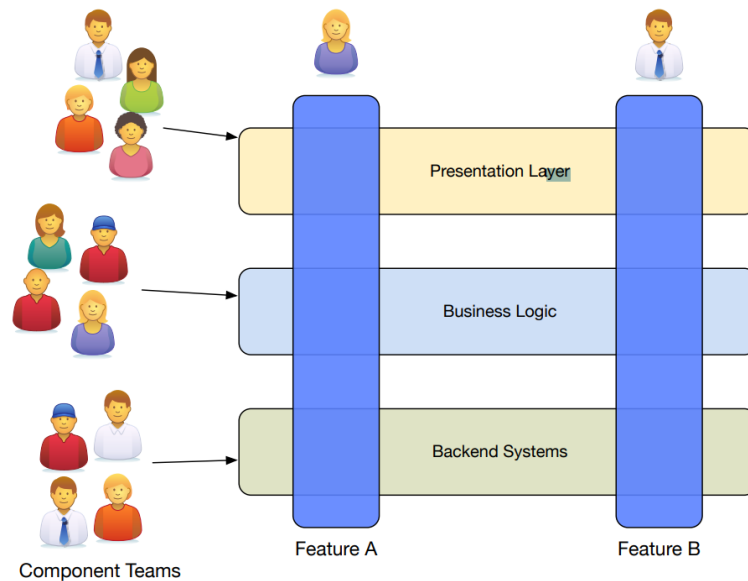 Presentation Layer
Business Logic
Backend Systems
Feature A
Feature B
Component Teams